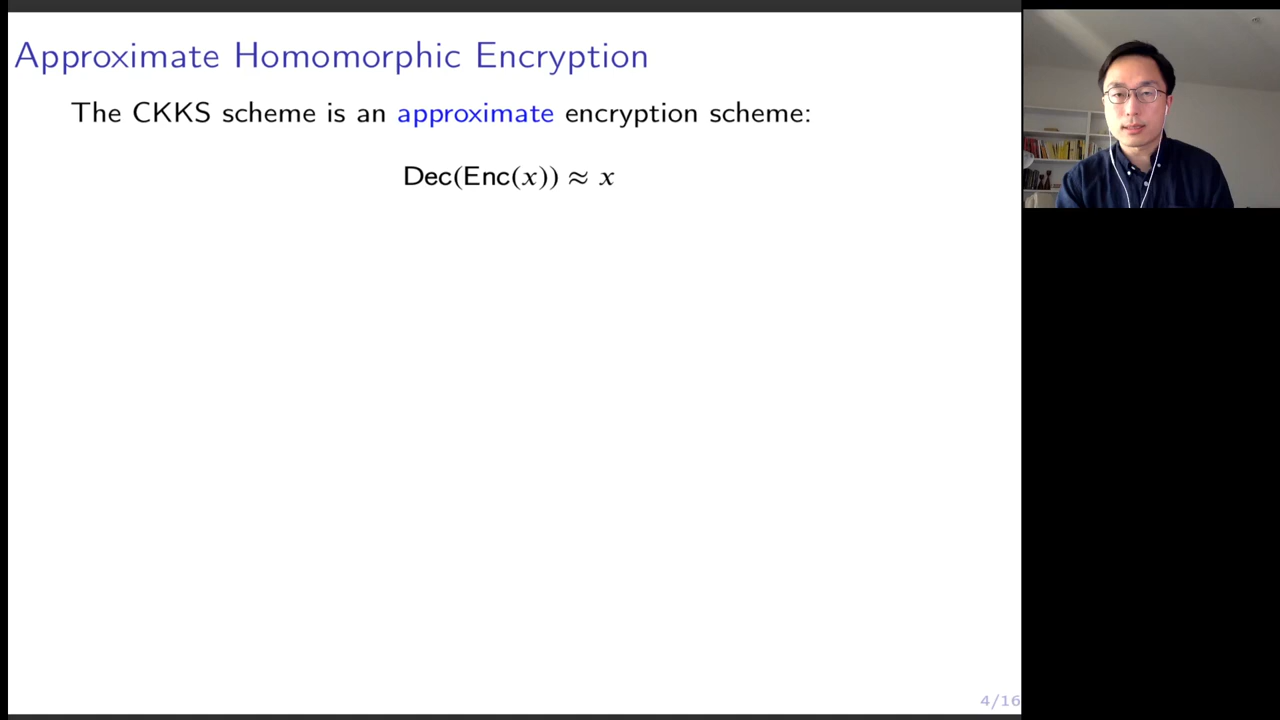 Approximate Homomorphic Encryption
The CKKS scheme is an approximate encryption scheme:
Dec(Enc(x)) ≈ x
4/16